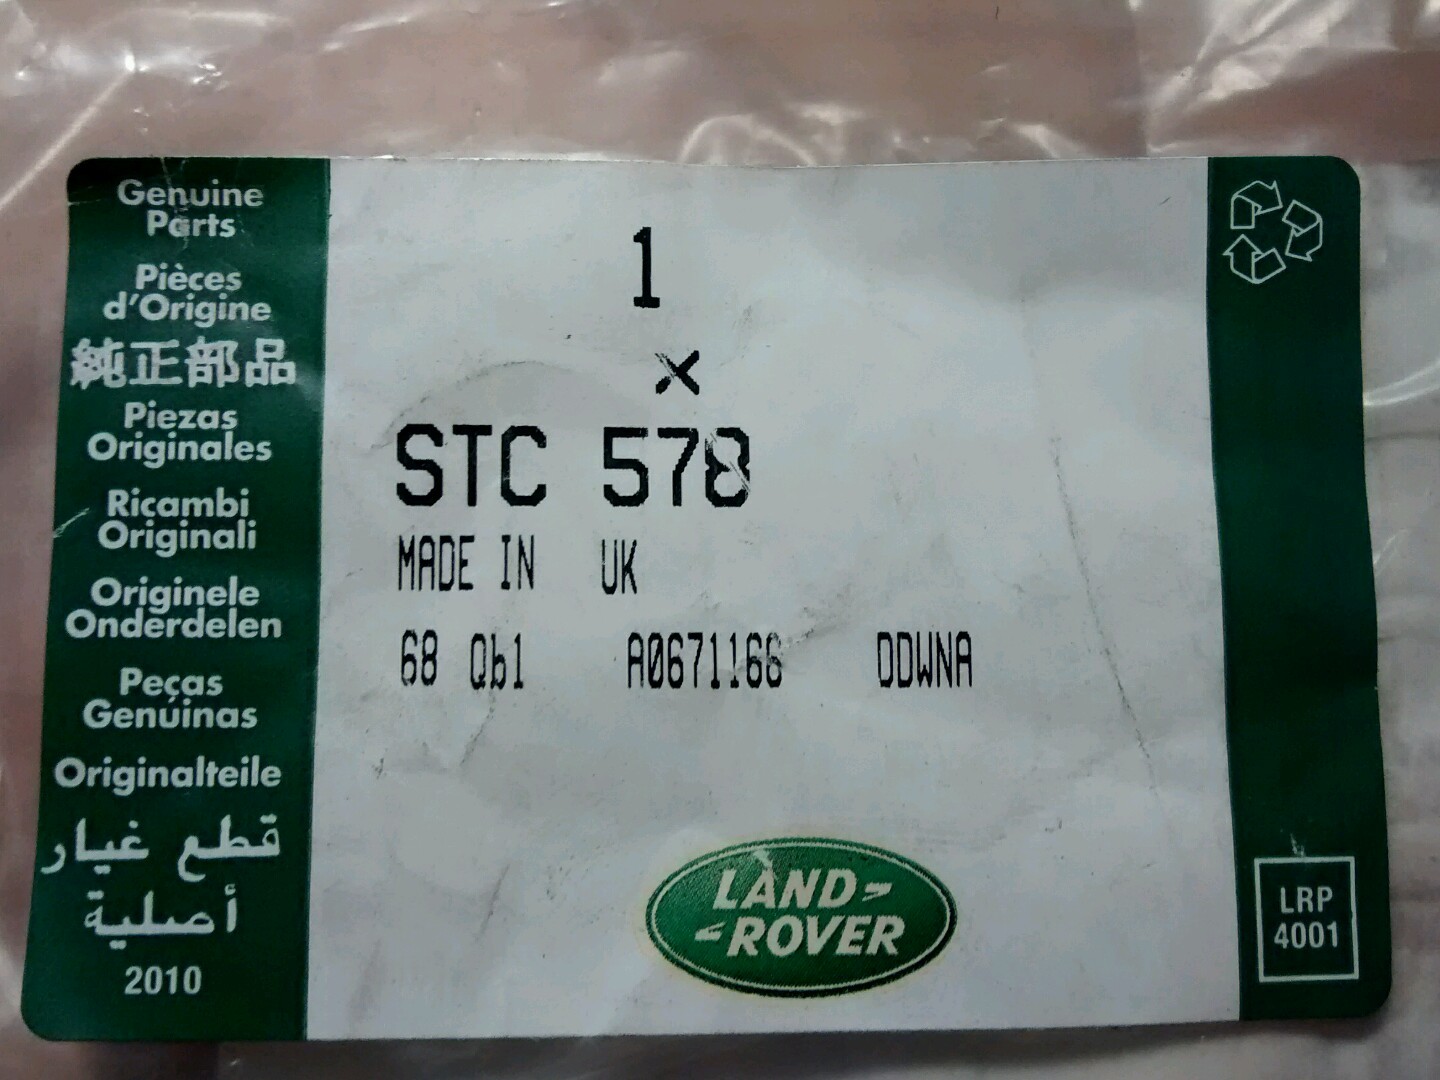 Genuine
Parts
Pièces
d'Origine
純正部品
Piezas
Originales
Ricambi
Originali
Originele
Onderdelen
Peças
Genuinas
Originalteile
قطع غيار
أصلية
2010
1
×
STC 578
MADE IN UK
68 Qb1 A0671166 DDWNA
LAND-
-ROVER
LRP
4001